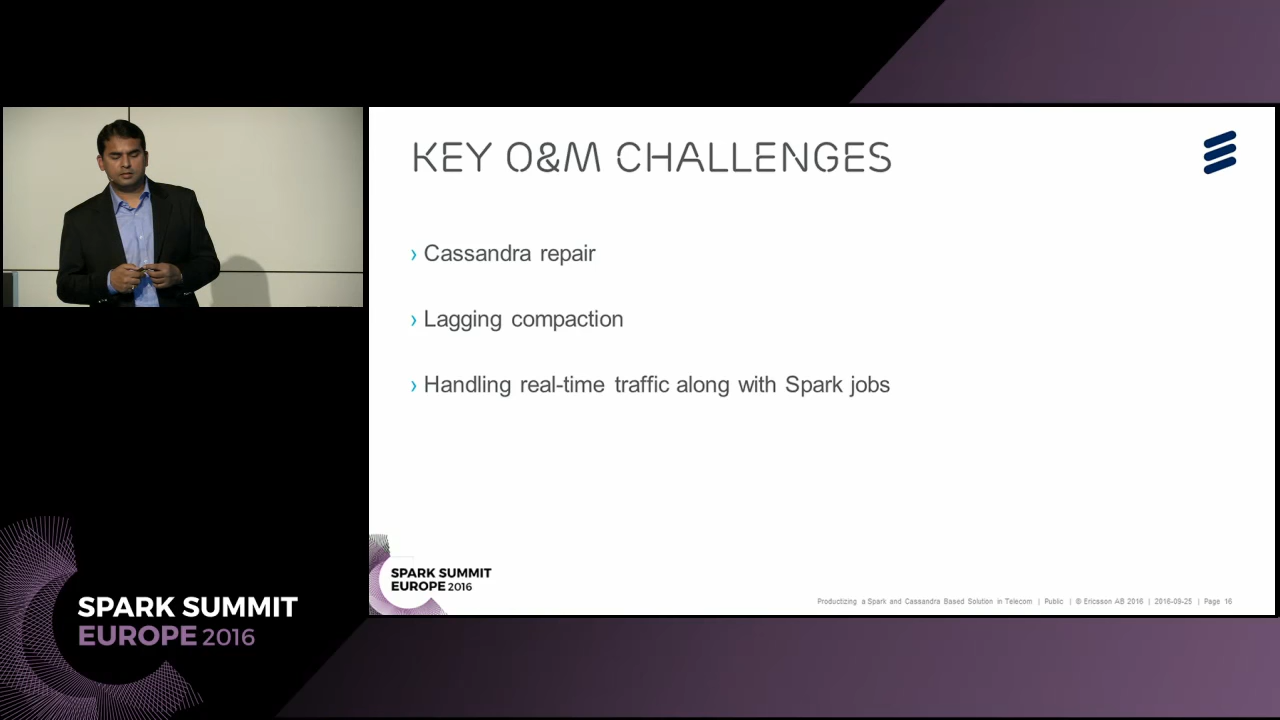 KEY O&M CHALLENGES
› Cassandra repair
› Lagging compaction
› Handling real-time traffic along with Spark jobs
SPARK SUMMIT
EUROPE 2016
Productizing a Spark and Cassandra Based Solution in Telecom | Public | © Ericsson AB 2016 | 2016-09-25 | Page 16
SPARK SUMMIT
EUROPE 2016